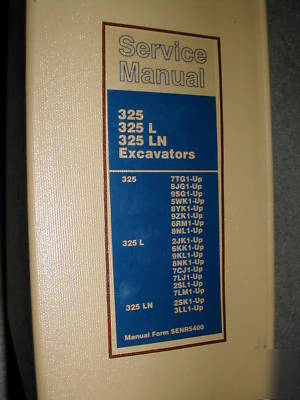 Service
Manual
325
325 L
325 LN
Excavators
325 7TG1-Up
8JG1-Up
9SG1-Up
5WK1-Up
8YK1-Up
9ZK1-Up
6RM1-Up
8NL1-Up
325 L 2JK1-Up
6KK1-Up
9KL1-Up
8NK1-Up
7CJ1-Up
7LJ1-Up
2SL1-Up
7LM1-Up
325 LN 2SK1-Up
3LL1-Up
Manual Form SENR5400